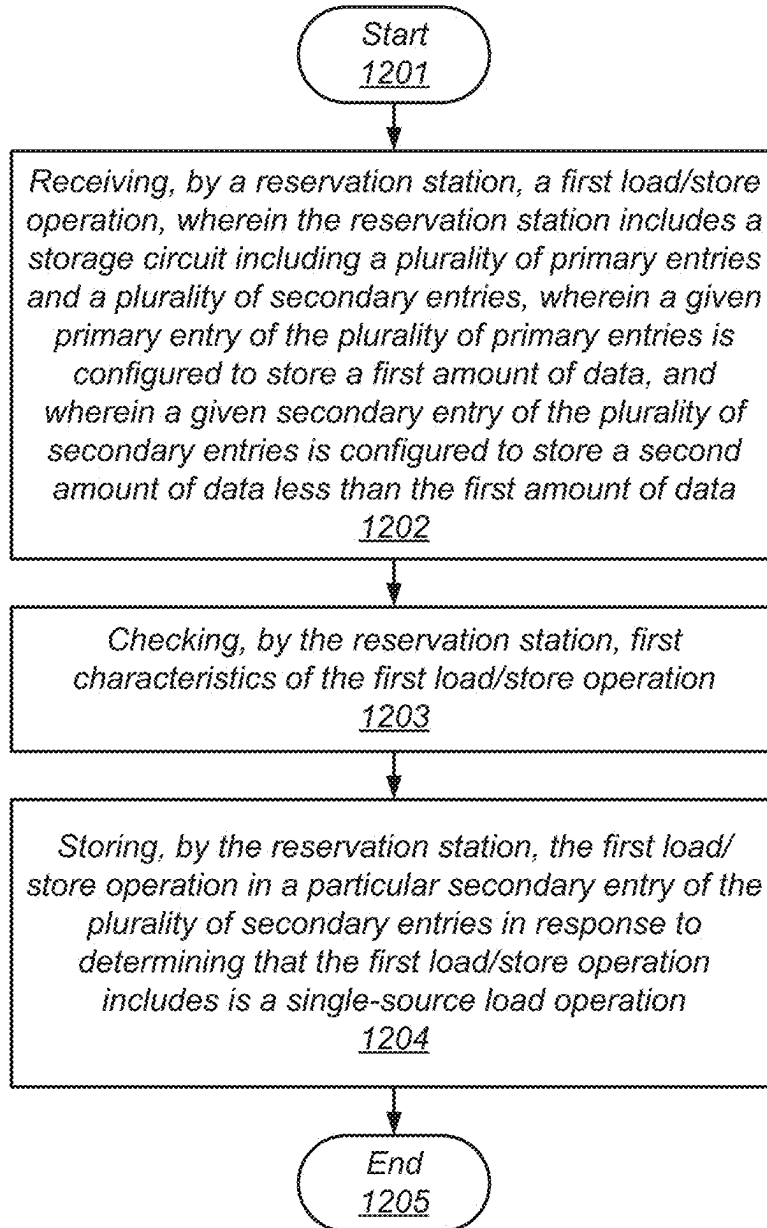 Start
1201
Receiving, by a reservation station, a first load/store
operation, wherein the reservation station includes a
storage circuit including a plurality of primary entries
and a plurality of secondary entries, wherein a given
primary entry of the plurality of primary entries is
configured to store a first amount of data, and
wherein a given secondary entry of the plurality of
secondary entries is configured to store a second
amount of data less than the first amount of data
1202
Checking, by the reservation station, first
characteristics of the first load/store operation
1203
Storing, by the reservation station, the first load/
store operation in a particular secondary entry of the
plurality of secondary entries in response to
determining that the first load/store operation
includes is a single-source load operation
1204
End
1205